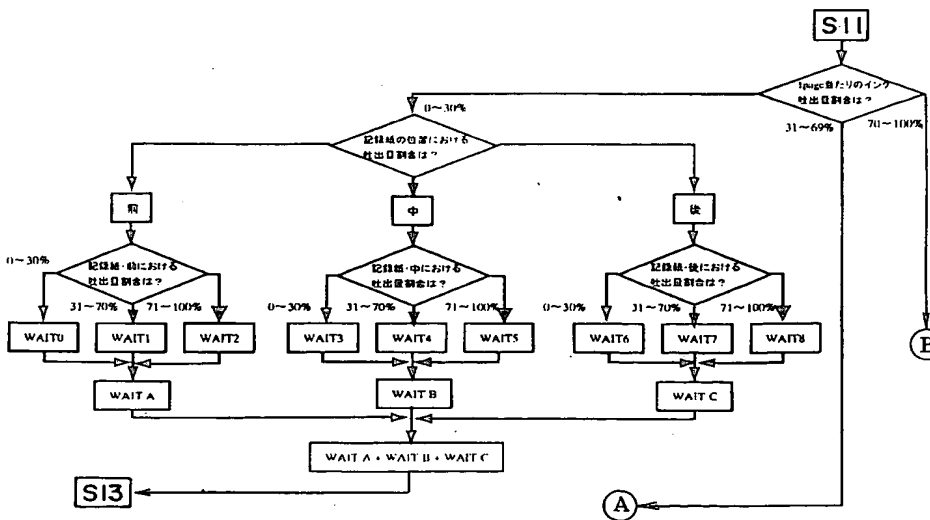 S11
1page当たりのインク
吐出量割合は?
0~30%
31~69%
70~100%
記録紙の位置における
吐出量割合は?
前
中
後
0~30%
記録紙・前における
吐出量割合は?
31~70%
71~100%
記録紙・中における
吐出量割合は?
0~30%
31~70%
71~100%
記録紙・後における
吐出量割合は?
0~30%
31~70%
71~100%
WAIT0
WAIT1
WAIT2
WAIT3
WAIT4
WAIT5
WAIT6
WAIT7
WAIT8
B
WAIT A
WAIT B
WAIT C
WAIT A + WAIT B + WAIT C
S13
A